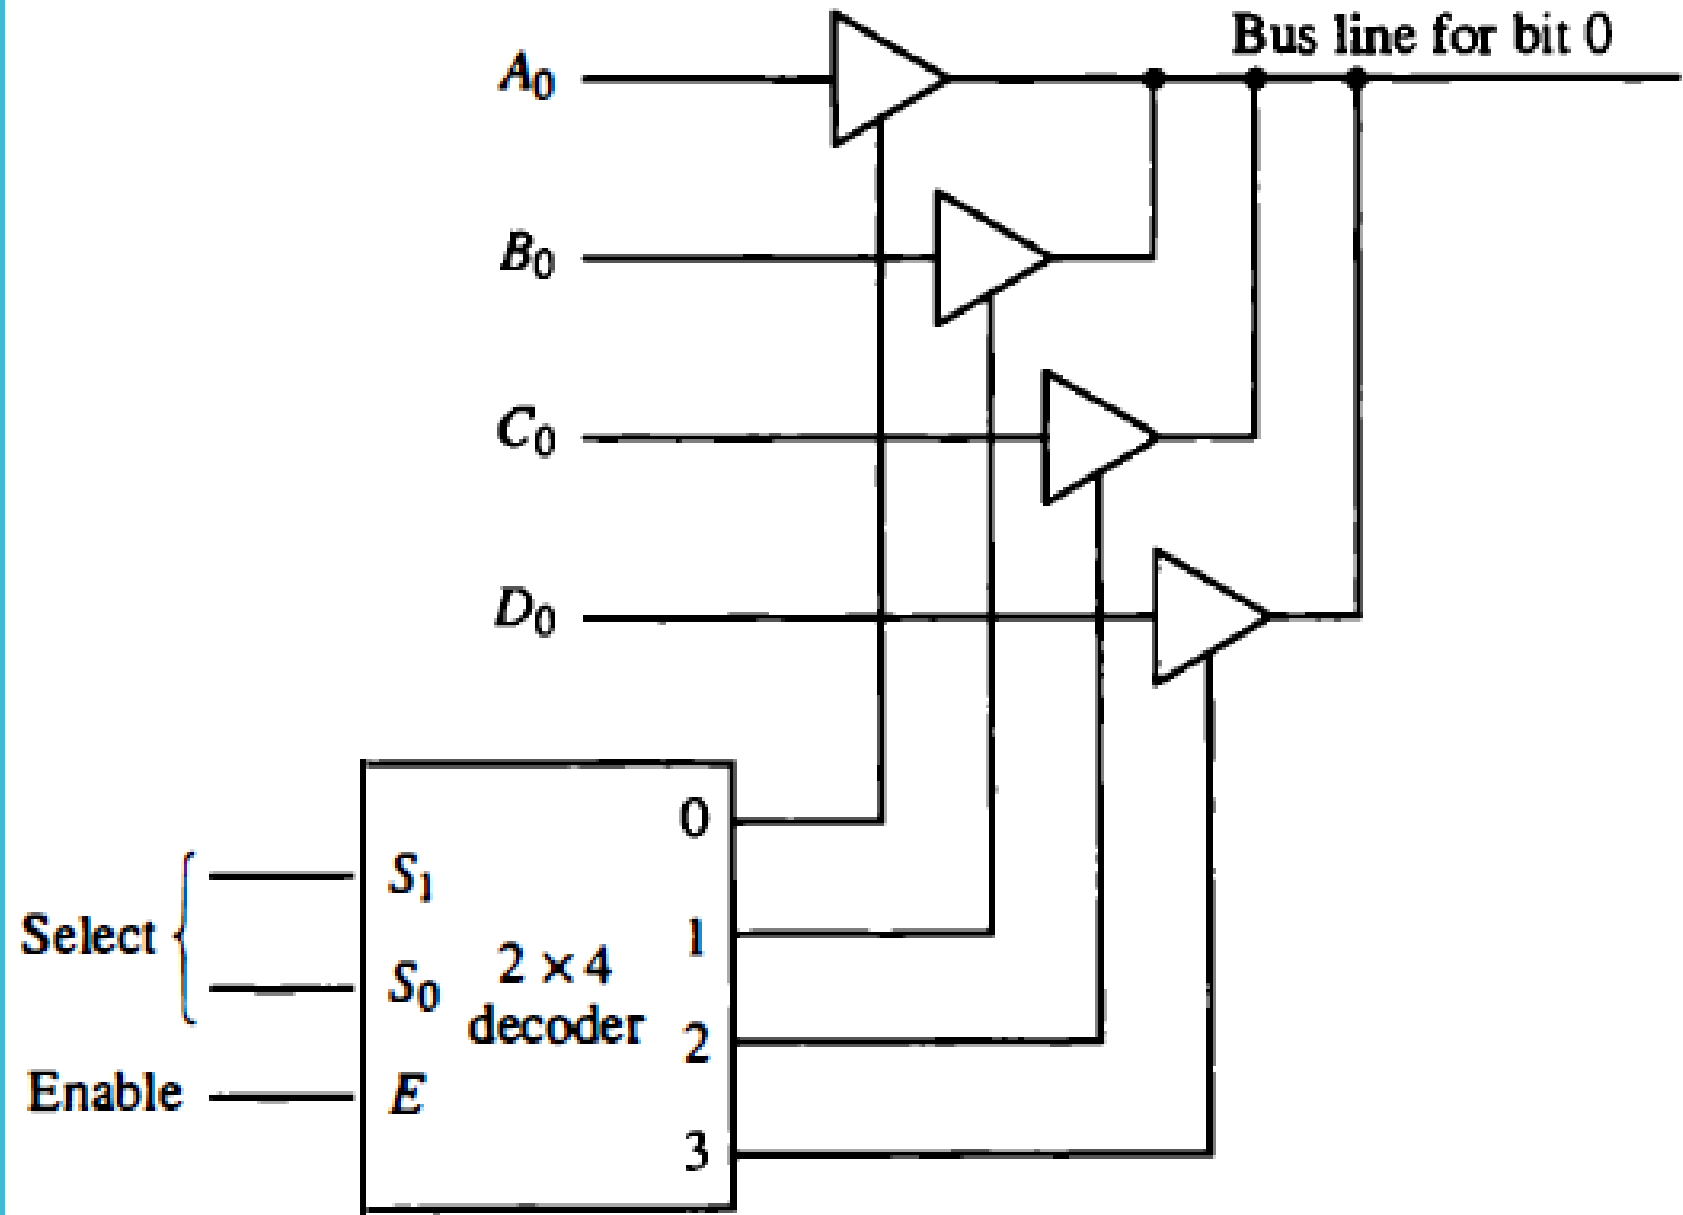 Bus line for bit 0
A0
B0
C0
D0
0
S1
1
Select
2 × 4
S0
decoder
2
Enable
E
3